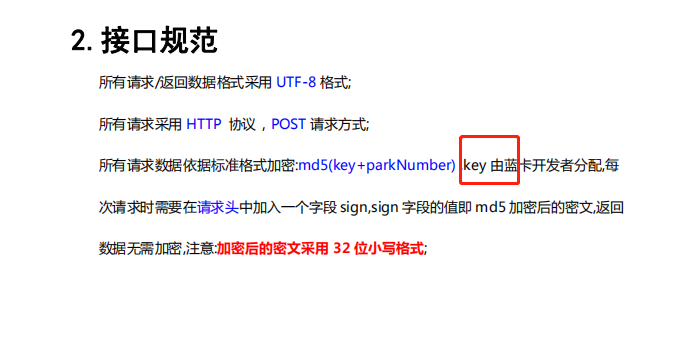 2. 接口规范
所有请求/返回数据格式采用 UTF-8 格式;
所有请求采用 HTTP 协议，POST 请求方式;
所有请求数据依据标准格式加密:md5(key+parkNumber) key 由蓝卡开发者分配,每
次请求时需要在请求头中加入一个字段 sign,sign 字段的值即 md5 加密后的密文,返回
数据无需加密,注意:加密后的密文采用 32 位小写格式;